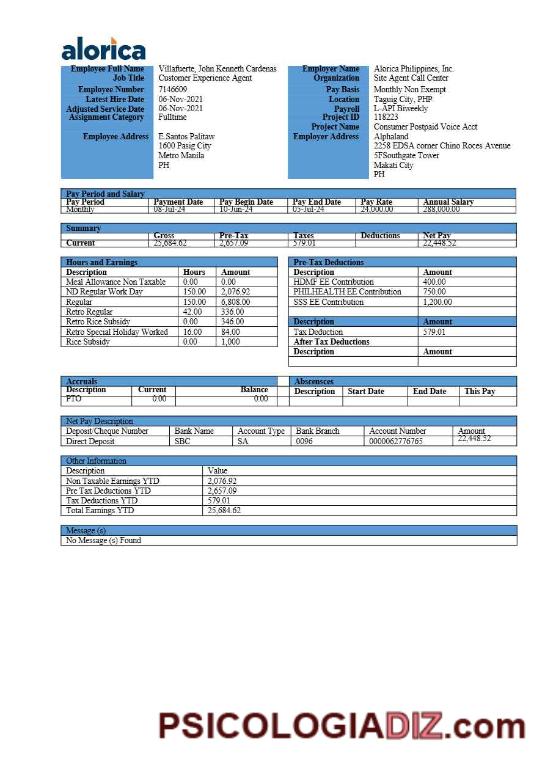 alorica
Employee Full Name Villafuerte, John Kenneth Cardenas Employer Name Alorica Philippines, Inc.
Job Title Customer Experience Agent Organization Site Agent Call Center
Employee Number 7146609 Pay Basis Monthly Non Exempt
Latest Hire Date 06-Nov-2021 Location Taguig City, PHP
Adjusted Service Date 06-Nov-2021 Payroll L-API Biweekly
Assignment Category Fulltime Project ID 118223
Project Name Consumer Postpaid Voice Acct
Employee Address E.Santos Palitaw Employer Address Alphaland
1600 Pasig City 2258 EDSA corner Chino Roces Avenue
Metro Manila 5FSouthgate Tower
PH Makati City
PH
Pay Period and Salary
Pay Period Payment Date Pay Begin Date Pay End Date Pay Rate Annual Salary
Monthly 08-Jul-24 10-Jun-24 05-Jul-24 24,000.00 288,000.00
Summary
Gross Pre-Tax Taxes Deductions Net Pay
Current 25,684.62 2,657.09 579.01 22,448.52
Hours and Earnings
Description Hours Amount
Meal Allowance Non Taxable 0.00 0.00
ND Regular Work Day 150.00 2,076.92
Regular 150.00 6,808.00
Retro Regular 42.00 336.00
Retro Rice Subsidy 0.00 346.00
Retro Special Holiday Worked 16.00 84.00
Rice Subsidy 0.00 1,000
Pre-Tax Deductions
Description Amount
HDMF EE Contribution 400.00
PHILHEALTH EE Contribution 750.00
SSS EE Contribution 1,200.00
Description Amount
Tax Deduction 579.01
After Tax Deductions
Description Amount
Accruals
Description Current Balance
PTO 0.00 0.00
Abscensces
Description Start Date End Date This Pay
Net Pay Description
Deposit/Cheque Number Bank Name Account Type Bank Branch Account Number Amount
Direct Deposit SBC SA 0096 0000062776765 22,448.52
Other Information
Description Value
Non Taxable Earnings YTD 2,076.92
Pre Tax Deductions YTD 2,657.09
Tax Deductions YTD 579.01
Total Earnings YTD 25,684.62
Message (s)
No Message (s) Found
PSICOLOGIADIZ.com